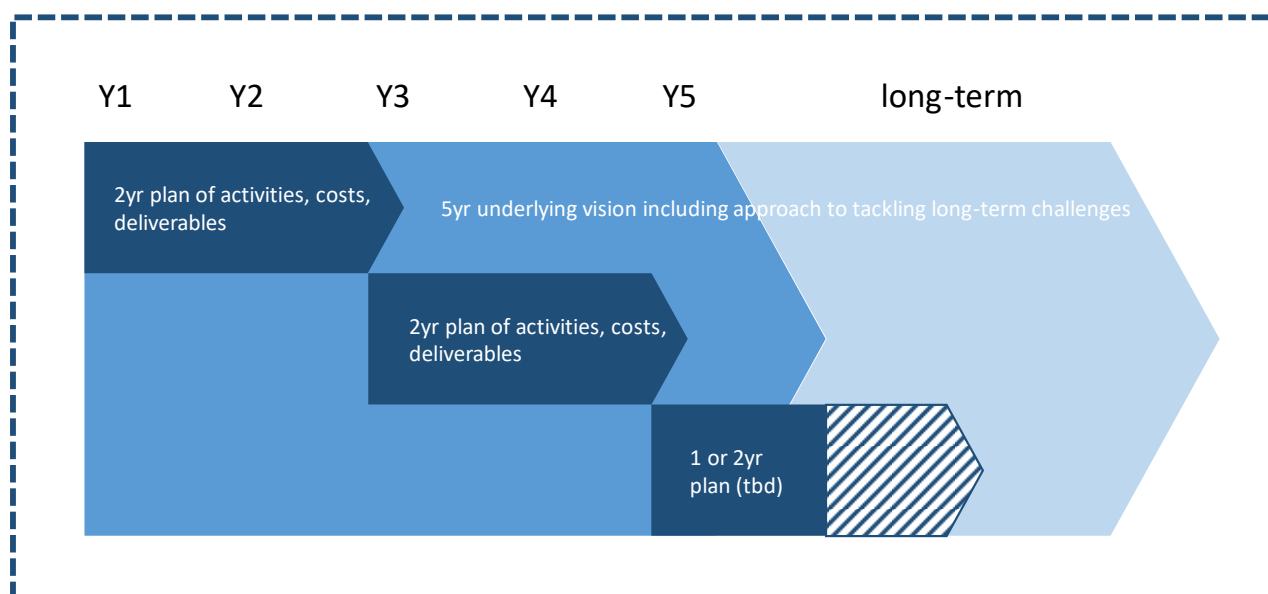 Y1 Y2 Y3 Y4 Y5 long-term
2yr plan of activities, costs,
deliverables
5yr underlying vision including approach to tackling long-term challenges
2yr plan of activities, costs,
deliverables
1 or 2yr
plan (tbd)